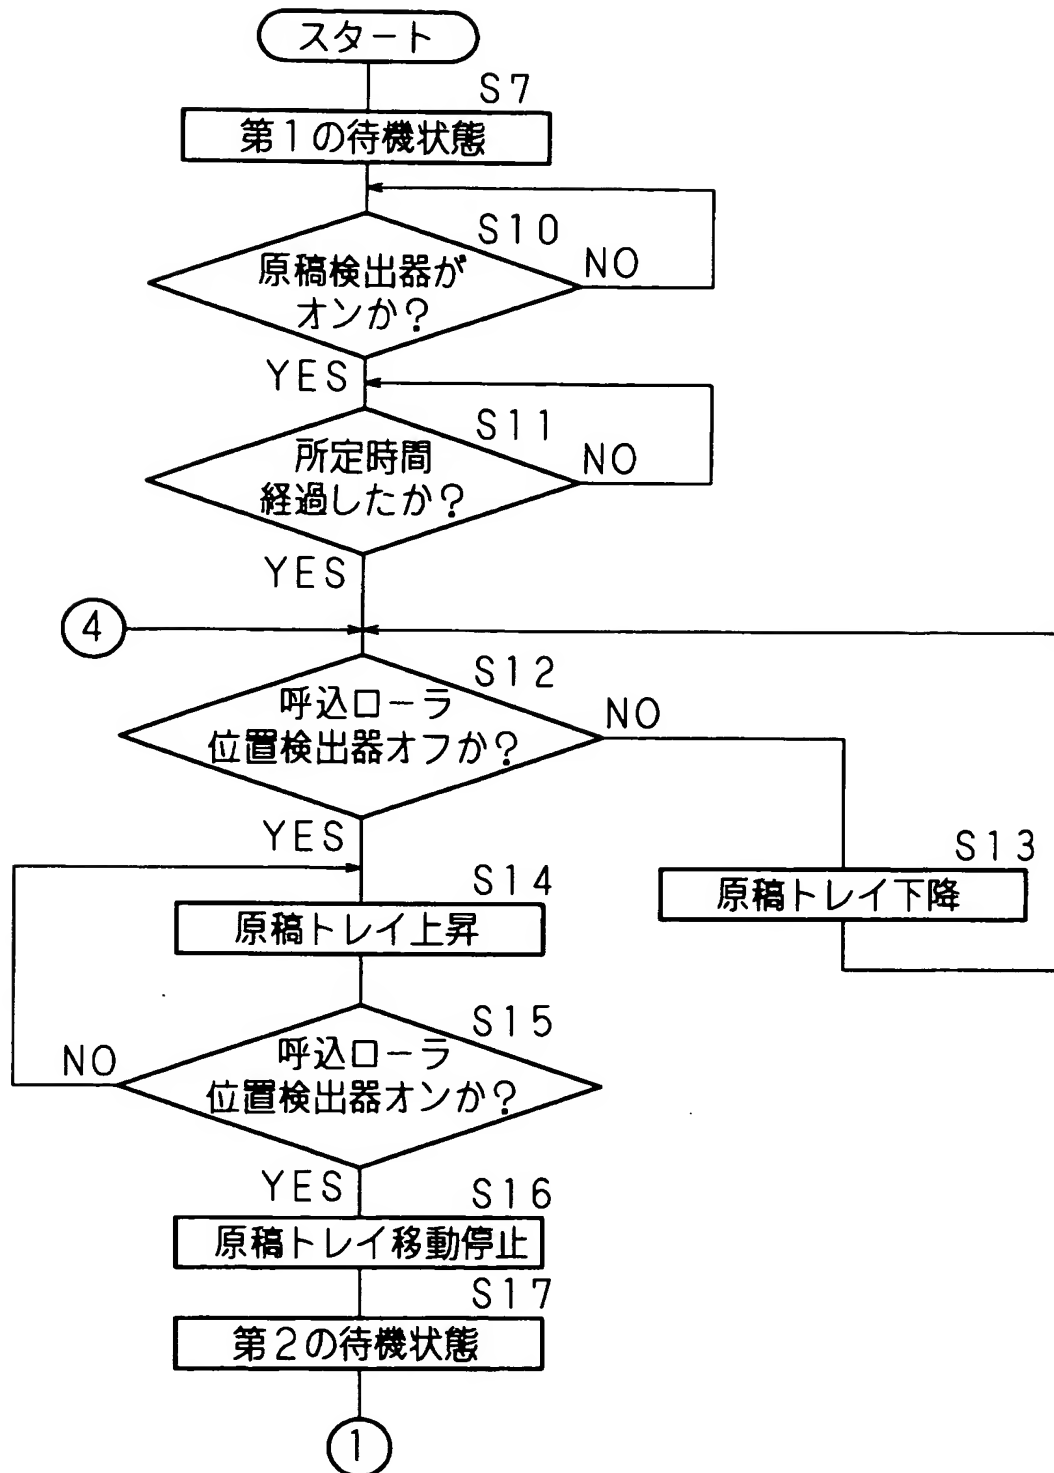 スタート
S7
第1の待機状態
S10
原稿検出器が
オンか?
NO
YES
S11
所定時間
経過したか?
NO
YES
4
S12
呼込ローラ
位置検出器オフか?
NO
YES
S13
原稿トレイ下降
S14
原稿トレイ上昇
S15
呼込ローラ
位置検出器オンか?
NO
YES
S16
原稿トレイ移動停止
S17
第2の待機状態
1